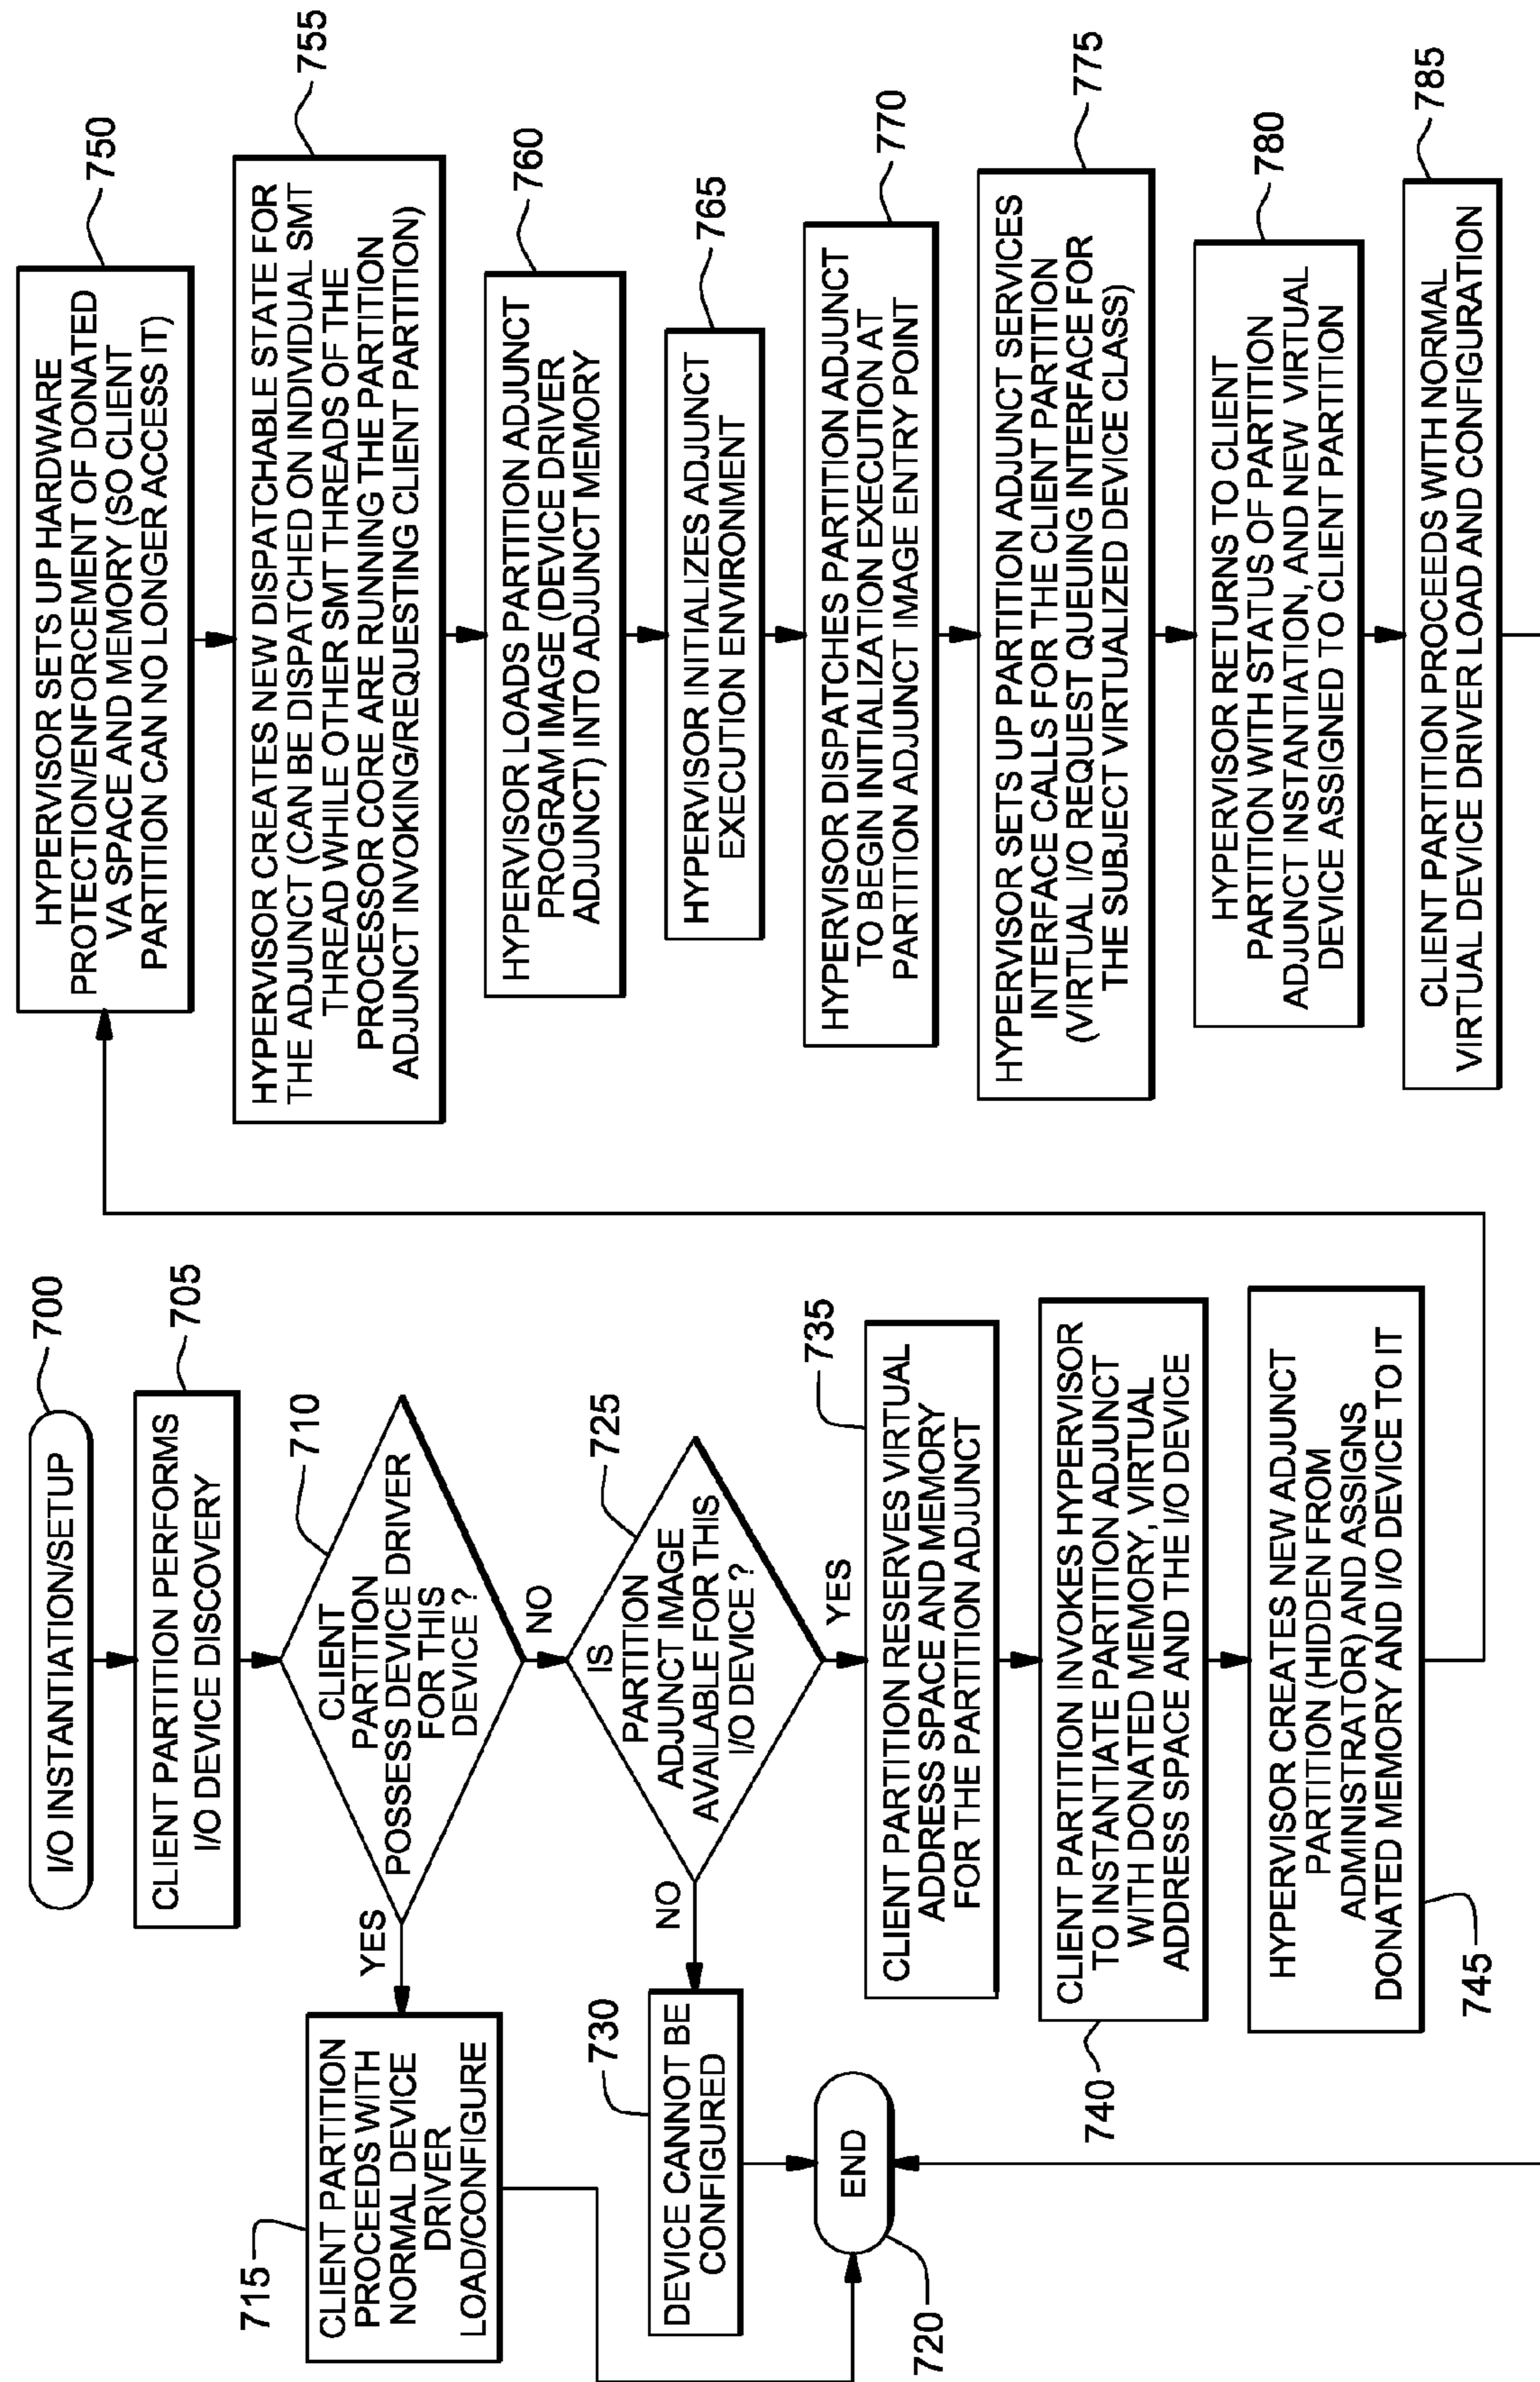 700
I/O INSTANTIATION/SETUP
705
CLIENT PARTITION PERFORMS
I/O DEVICE DISCOVERY
710
CLIENT
PARTITION
POSSESS DEVICE DRIVER
FOR THIS
DEVICE ?
YES
NO
715
CLIENT PARTITION
PROCEEDS WITH
NORMAL DEVICE
DRIVER
LOAD/CONFIGURE
725
IS
PARTITION
ADJUNCT IMAGE
AVAILABLE FOR THIS
I/O DEVICE ?
NO
YES
730
DEVICE CANNOT BE
CONFIGURED
END
720
735
CLIENT PARTITION RESERVES VIRTUAL
ADDRESS SPACE AND MEMORY
FOR THE PARTITION ADJUNCT
740
CLIENT PARTITION INVOKES HYPERVISOR
TO INSTANTIATE PARTITION ADJUNCT
WITH DONATED MEMORY, VIRTUAL
ADDRESS SPACE AND THE I/O DEVICE
745
HYPERVISOR CREATES NEW ADJUNCT
PARTITION (HIDDEN FROM
ADMINISTRATOR) AND ASSIGNS
DONATED MEMORY AND I/O DEVICE TO IT
750
HYPERVISOR SETS UP HARDWARE
PROTECTION/ENFORCEMENT OF DONATED
VA SPACE AND MEMORY (SO CLIENT
PARTITION CAN NO LONGER ACCESS IT)
755
HYPERVISOR CREATES NEW DISPATCHABLE STATE FOR
THE ADJUNCT (CAN BE DISPATCHED ON INDIVIDUAL SMT
THREAD WHILE OTHER SMT THREADS OF THE
PROCESSOR CORE ARE RUNNING THE PARTITION
ADJUNCT INVOKING/REQUESTING CLIENT PARTITION)
760
HYPERVISOR LOADS PARTITION ADJUNCT
PROGRAM IMAGE (DEVICE DRIVER
ADJUNCT) INTO ADJUNCT MEMORY)
765
HYPERVISOR INITIALIZES ADJUNCT
EXECUTION ENVIRONMENT
770
HYPERVISOR DISPATCHES PARTITION ADJUNCT
TO BEGIN INITIALIZATION EXECUTION AT
PARTITION ADJUNCT IMAGE ENTRY POINT
775
HYPERVISOR SETS UP PARTITION ADJUNCT SERVICES
INTERFACE CALLS FOR THE CLIENT PARTITION
(VIRTUAL I/O REQUEST QUEUING INTERFACE FOR
THE SUBJECT VIRTUALIZED DEVICE CLASS)
780
HYPERVISOR RETURNS TO CLIENT
PARTITION WITH STATUS OF PARTITION
ADJUNCT INSTANTIATION, AND NEW VIRTUAL
DEVICE ASSIGNED TO CLIENT PARTITION
785
CLIENT PARTITION PROCEEDS WITH NORMAL
VIRTUAL DEVICE DRIVER LOAD AND CONFIGURATION